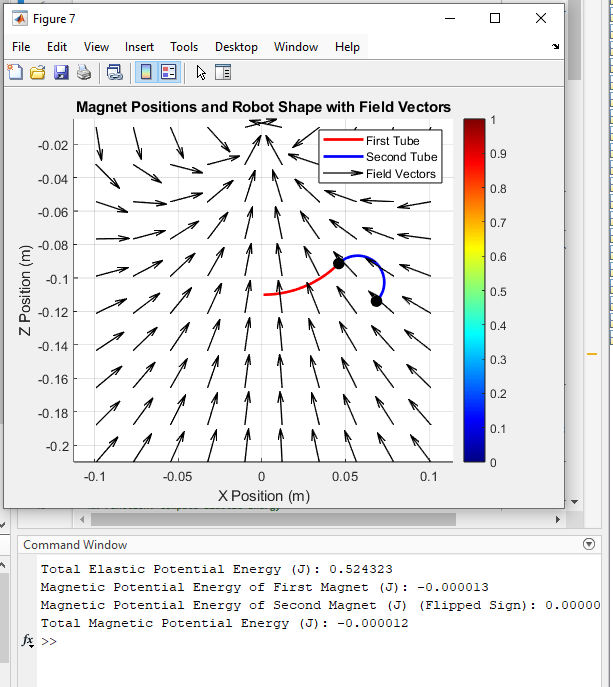 Figure 7
File Edit View Insert Tools Desktop Window Help
Magnet Positions and Robot Shape with Field Vectors
First Tube
Second Tube
Field Vectors
-0.02
-0.04
-0.06
-0.08
-0.1
-0.12
-0.14
-0.16
-0.18
-0.2
Z Position (m)
-0.1 -0.05 0 0.05 0.1
X Position (m)
1
0.9
0.8
0.7
0.6
0.5
0.4
0.3
0.2
0.1
0
Command Window
Total Elastic Potential Energy (J): 0.524323
Magnetic Potential Energy of First Magnet (J): -0.000013
Magnetic Potential Energy of Second Magnet (J) (Flipped Sign): 0.00000
Total Magnetic Potential Energy (J): -0.000012
fx >>